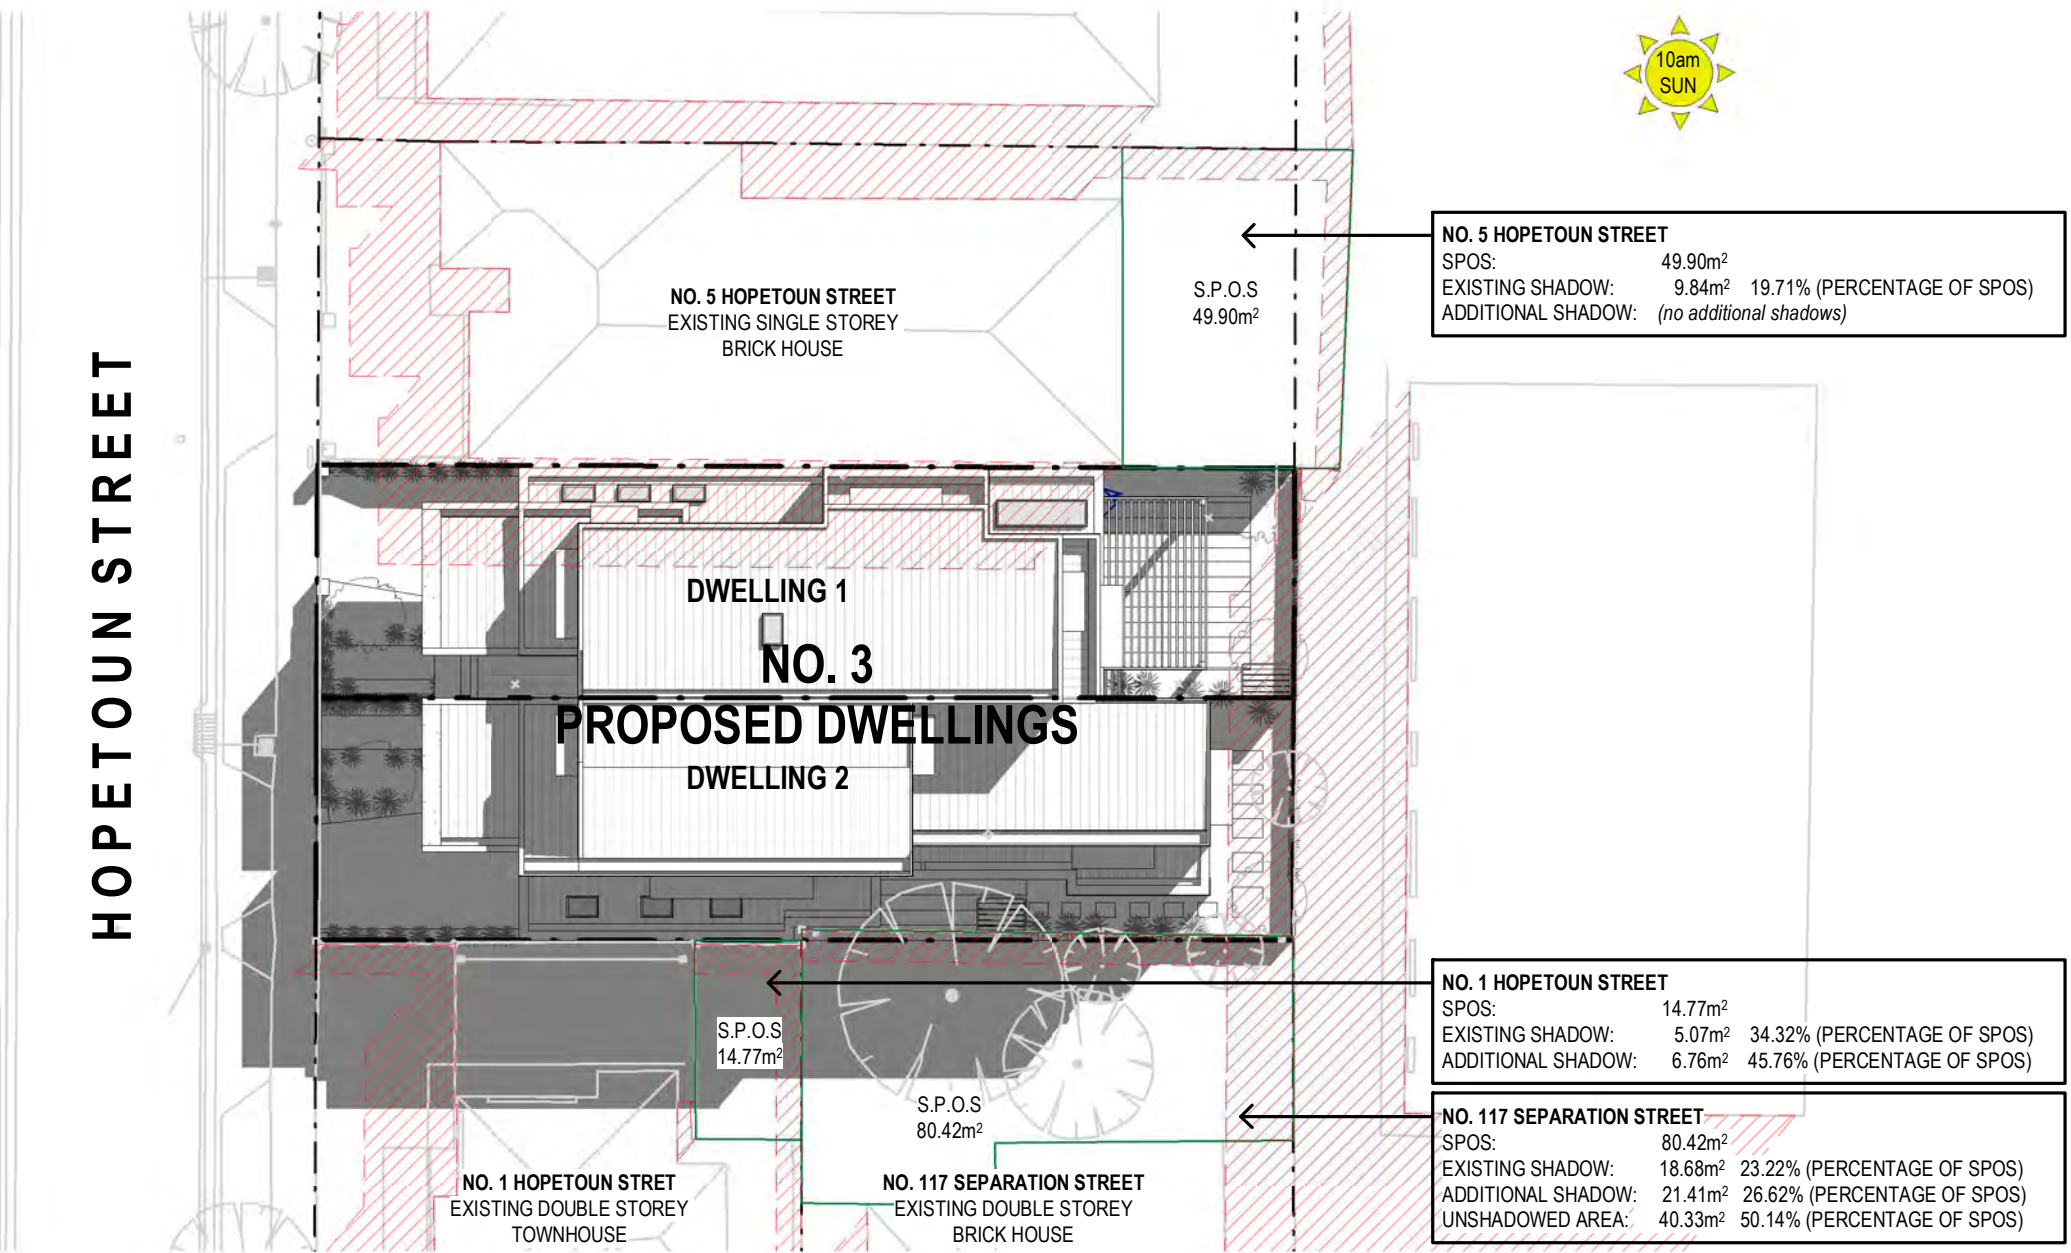 10am
SUN
NO. 5 HOPETOUN STREET
SPOS: 49.90m²
EXISTING SHADOW: 9.84m² 19.71% (PERCENTAGE OF SPOS)
ADDITIONAL SHADOW: (no additional shadows)
NO. 5 HOPETOUN STREET
EXISTING SINGLE STOREY
BRICK HOUSE
S.P.O.S
49.90m²
HOPETOUN STREET
DWELLING 1
NO. 3
PROPOSED DWELLINGS
DWELLING 2
S.P.O.S
14.77m²
NO. 1 HOPETOUN STREET
SPOS: 14.77m²
EXISTING SHADOW: 5.07m² 34.32% (PERCENTAGE OF SPOS)
ADDITIONAL SHADOW: 6.76m² 45.76% (PERCENTAGE OF SPOS)
S.P.O.S
80.42m²
NO. 117 SEPARATION STREET
SPOS: 80.42m²
EXISTING SHADOW: 18.68m² 23.22% (PERCENTAGE OF SPOS)
ADDITIONAL SHADOW: 21.41m² 26.62% (PERCENTAGE OF SPOS)
UNSHADOWED AREA: 40.33m² 50.14% (PERCENTAGE OF SPOS)
NO. 1 HOPETOUN STRET
EXISTING DOUBLE STOREY
TOWNHOUSE
NO. 117 SEPARATION STREET
EXISTING DOUBLE STOREY
BRICK HOUSE